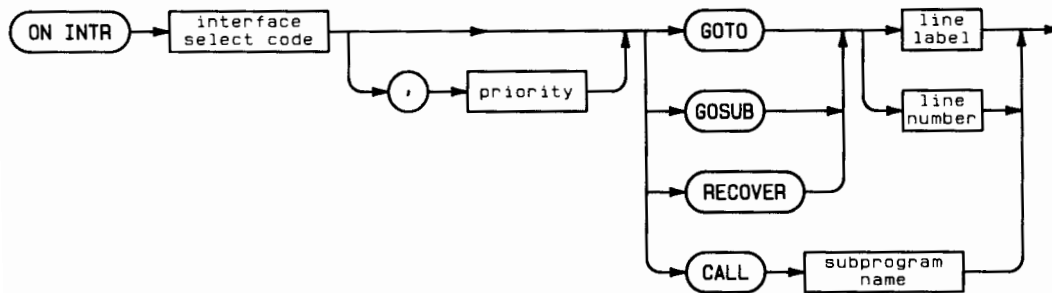 ON INTR
interface
select code
,
priority
GOTO
GOSUB
RECOVER
CALL
subprogram
name
line
label
line
number